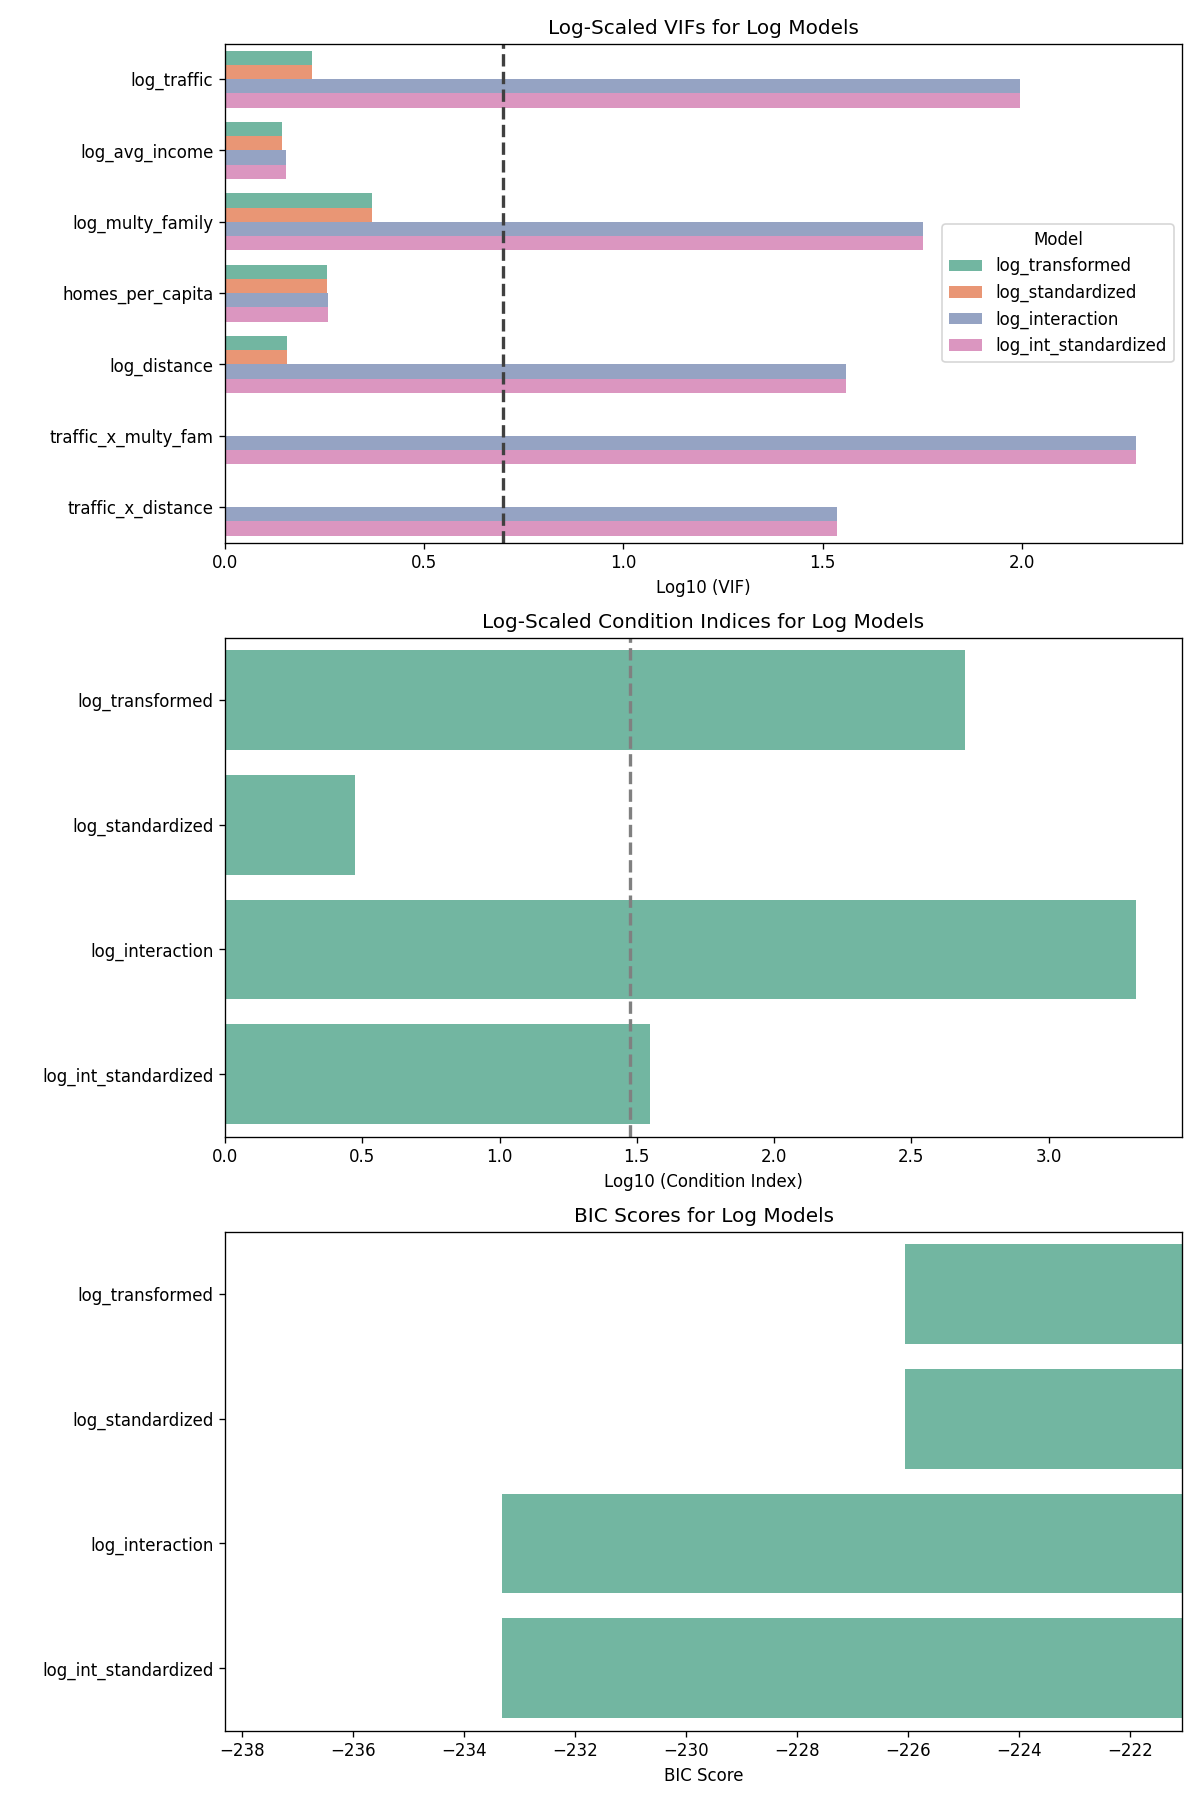 Log-Scaled VIFs for Log Models
log_traffic
log_avg_income
log_multy_family
homes_per_capita
log_distance
traffic_x_multy_fam
traffic_x_distance
Model
log_transformed
log_standardized
log_interaction
log_int_standardized
0.0 0.5 1.0 1.5 2.0
Log10 (VIF)
Log-Scaled Condition Indices for Log Models
log_transformed
log_standardized
log_interaction
log_int_standardized
0.0 0.5 1.0 1.5 2.0 2.5 3.0
Log10 (Condition Index)
BIC Scores for Log Models
log_transformed
log_standardized
log_interaction
log_int_standardized
−238 −236 −234 −232 −230 −228 −226 −224 −222
BIC Score